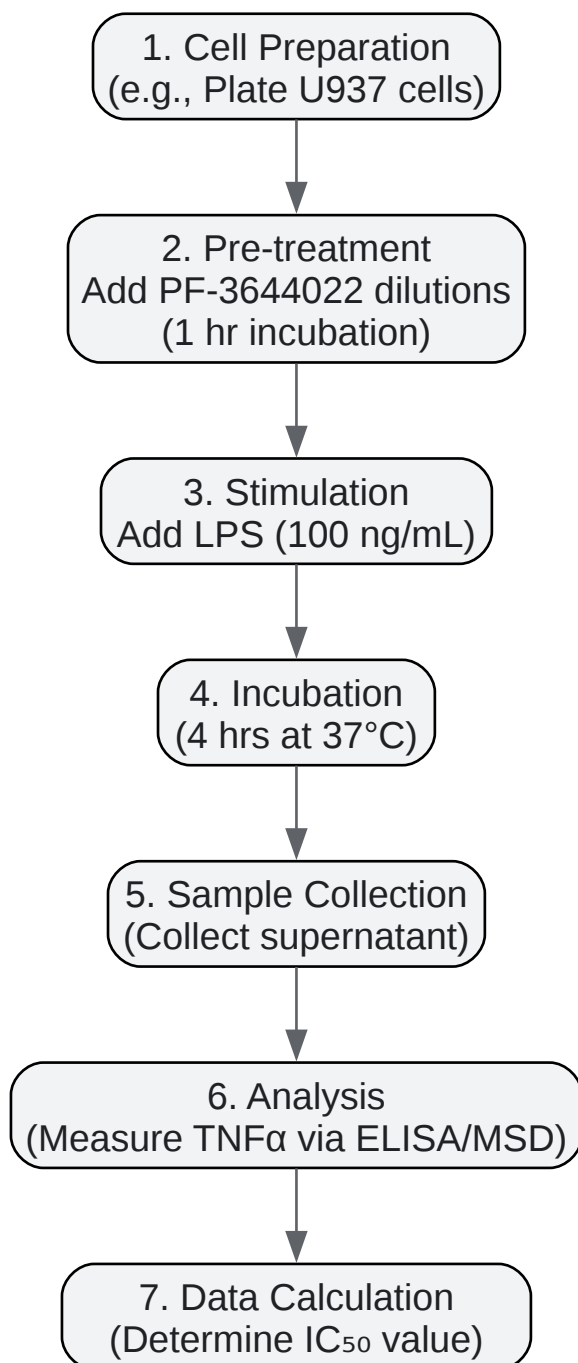 1. Cell Preparation
(e.g., Plate U937 cells)
2. Pre-treatment
Add PF-3644022 dilutions
(1 hr incubation)
3. Stimulation
Add LPS (100 ng/mL)
4. Incubation
(4 hrs at 37°C)
5. Sample Collection
(Collect supernatant)
6. Analysis
(Measure TNFα via ELISA/MSD)
7. Data Calculation
(Determine IC₅₀ value)